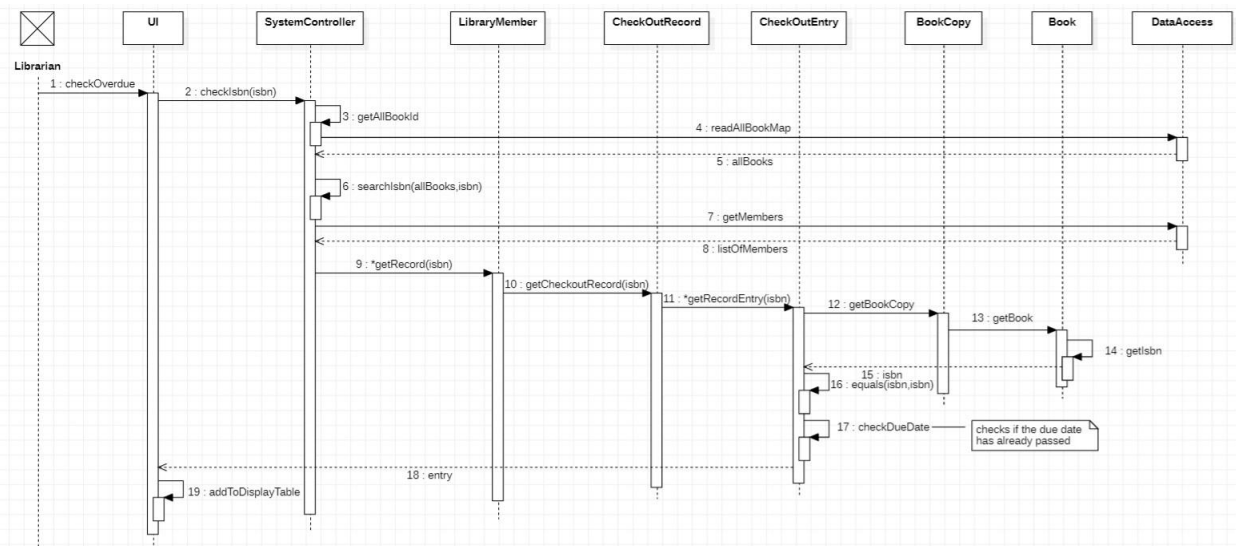 UI
SystemController
LibraryMember
CheckOutRecord
CheckOutEntry
BookCopy
Book
DataAccess
Librarian
1 : checkOverdue
2 : checkIsbn(isbn)
3 : getAllBookId
4 : readAllBookMap
5 : allBooks
6 : searchIsbn(allBooks,isbn)
7 : getMembers
8 : listOfMembers
9 : *getRecord(isbn)
10 : getCheckoutRecord(isbn)
11 : *getRecordEntry(isbn)
12 : getBookCopy
13 : getBook
14 : getIsbn
15 : isbn
16 : equals(isbn,isbn)
17 : checkDueDate
checks if the due date
has already passed
18 : entry
19 : addToDisplayTable